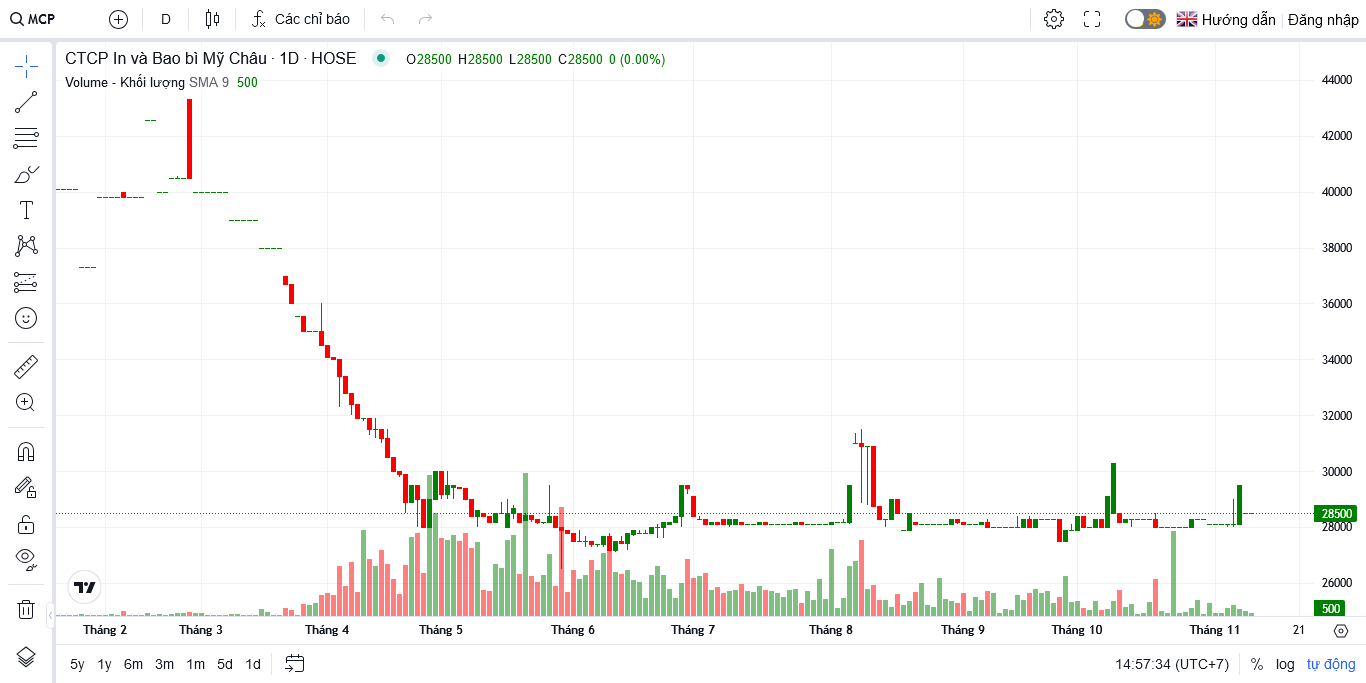 MCP D Các chỉ báo Hướng dẫn Đăng nhập
CTCP In và Bao bì Mỹ Châu · 1D · HOSE O28500 H28500 L28500 C28500 0 (0.00%)
Volume - Khối lượng SMA 9 500
44000
42000
40000
38000
36000
34000
32000
30000
28500
28000
26000
500
Tháng 2 Tháng 3 Tháng 4 Tháng 5 Tháng 6 Tháng 7 Tháng 8 Tháng 9 Tháng 10 Tháng 11 21
5y 1y 6m 3m 1m 5d 1d 14:57:34 (UTC+7) % log tự động